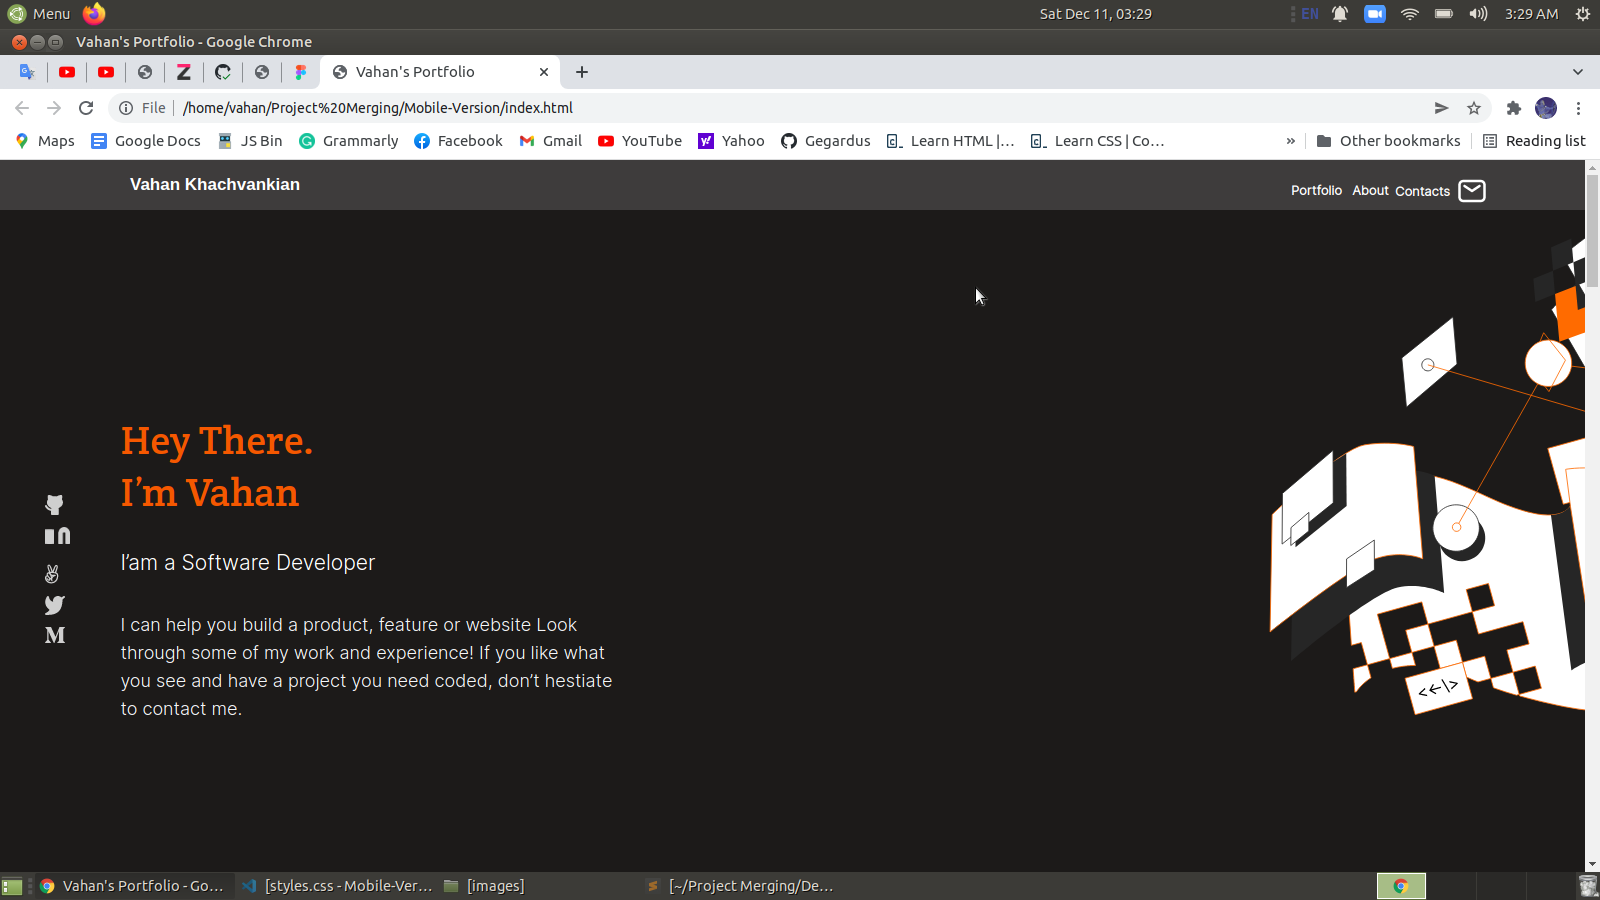 Menu
Sat Dec 11, 03:29
EN
3:29 AM
Vahan's Portfolio - Google Chrome
Vahan's Portfolio
File
/home/vahan/Project%20Merging/Mobile-Version/index.html
Maps
Google Docs
JS Bin
Grammarly
Facebook
Gmail
YouTube
Yahoo
Gegardus
Learn HTML |...
Learn CSS | Co...
»
Other bookmarks
Reading list
Vahan Khachvankian
Portfolio
About
Contacts
Hey There.
I’m Vahan
I’am a Software Developer
I can help you build a product, feature or website Look
through some of my work and experience! If you like what
you see and have a project you need coded, don’t hestiate
to contact me.
M
<←|>
Vahan's Portfolio - Go...
[styles.css - Mobile-Ver...
[images]
[~/Project Merging/De...